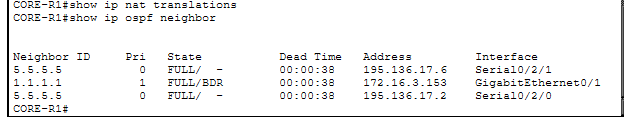 CORE-R1#show ip nat translations
CORE-R1#show ip ospf neighbor
Neighbor ID Pri State Dead Time Address Interface
5.5.5.5 0 FULL/ - 00:00:38 195.136.17.6 Serial0/2/1
1.1.1.1 1 FULL/BDR 00:00:38 172.16.3.153 GigabitEthernet0/1
5.5.5.5 0 FULL/ - 00:00:38 195.136.17.2 Serial0/2/0
CORE-R1#